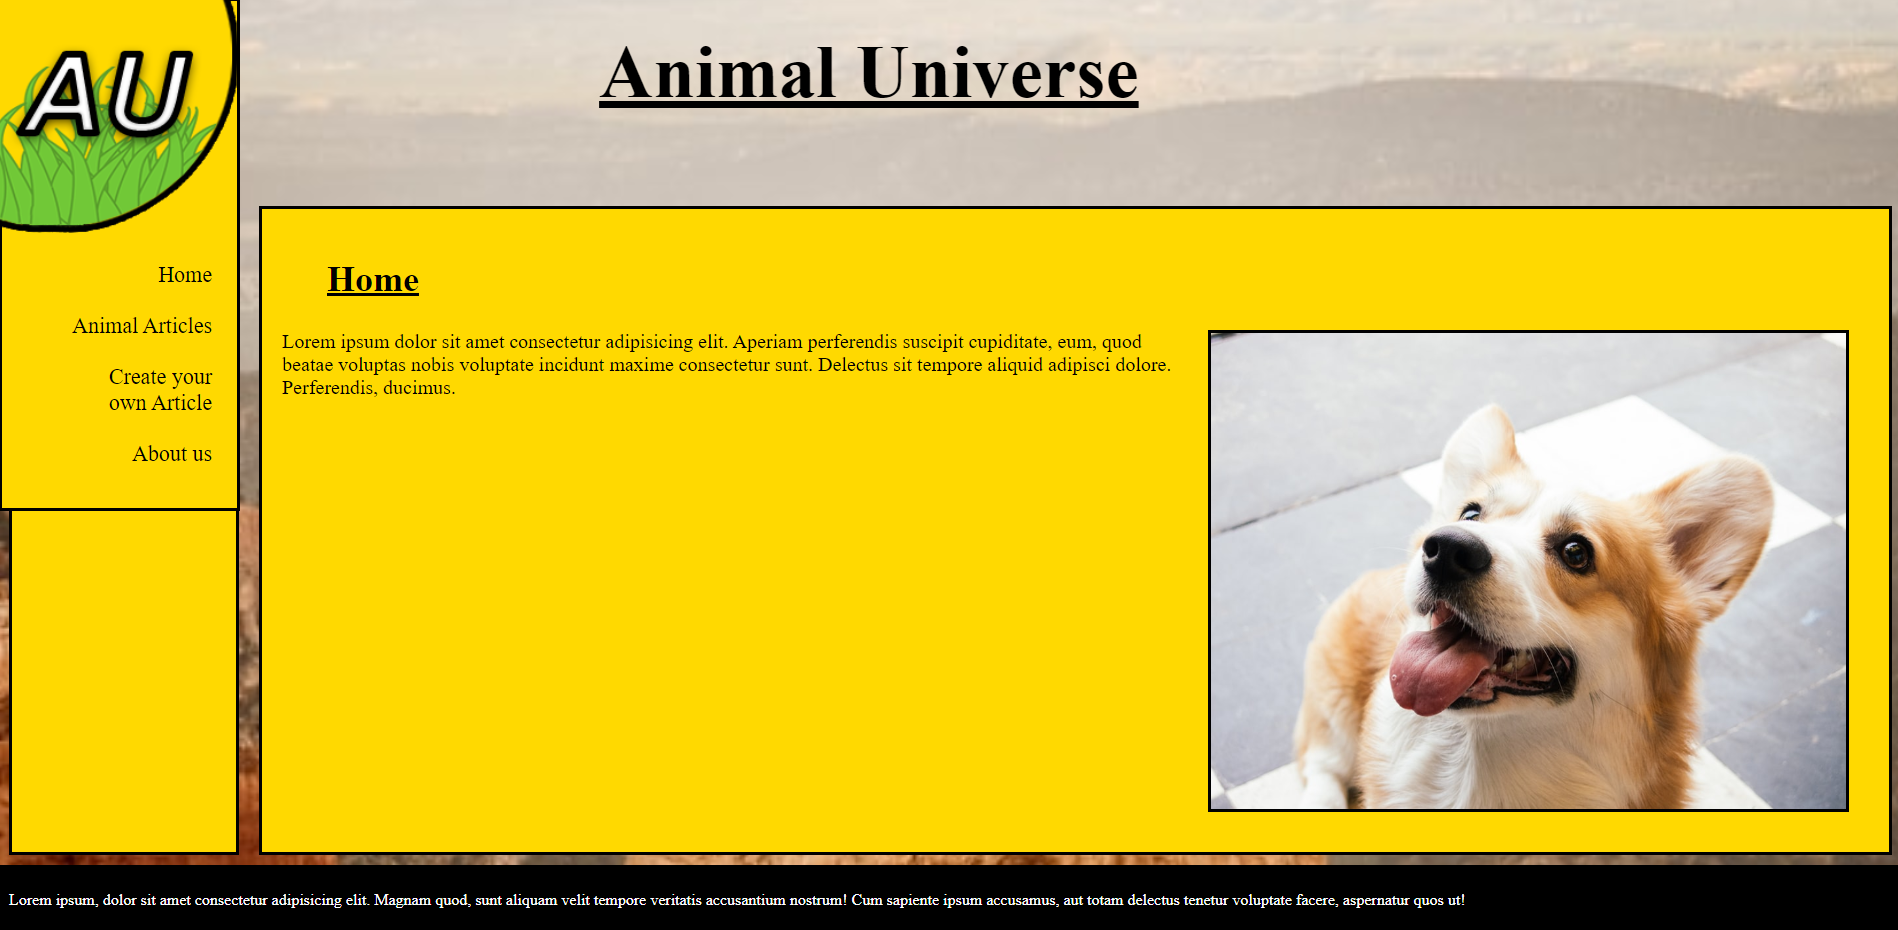 AU
Animal Universe
Home
Animal Articles
Create your
own Article
About us
Home
Lorem ipsum dolor sit amet consectetur adipisicing elit. Aperiam perferendis suscipit cupiditate, eum, quod
beatae voluptas nobis voluptate incidunt maxime consectetur sunt. Delectus sit tempore aliquid adipisci dolore.
Perferendis, ducimus.
Lorem ipsum, dolor sit amet consectetur adipisicing elit. Magnam quod, sunt aliquam velit tempore veritatis accusantium nostrum! Cum sapiente ipsum accusamus, aut totam delectus tenetur voluptate facere, aspernatur quos ut!